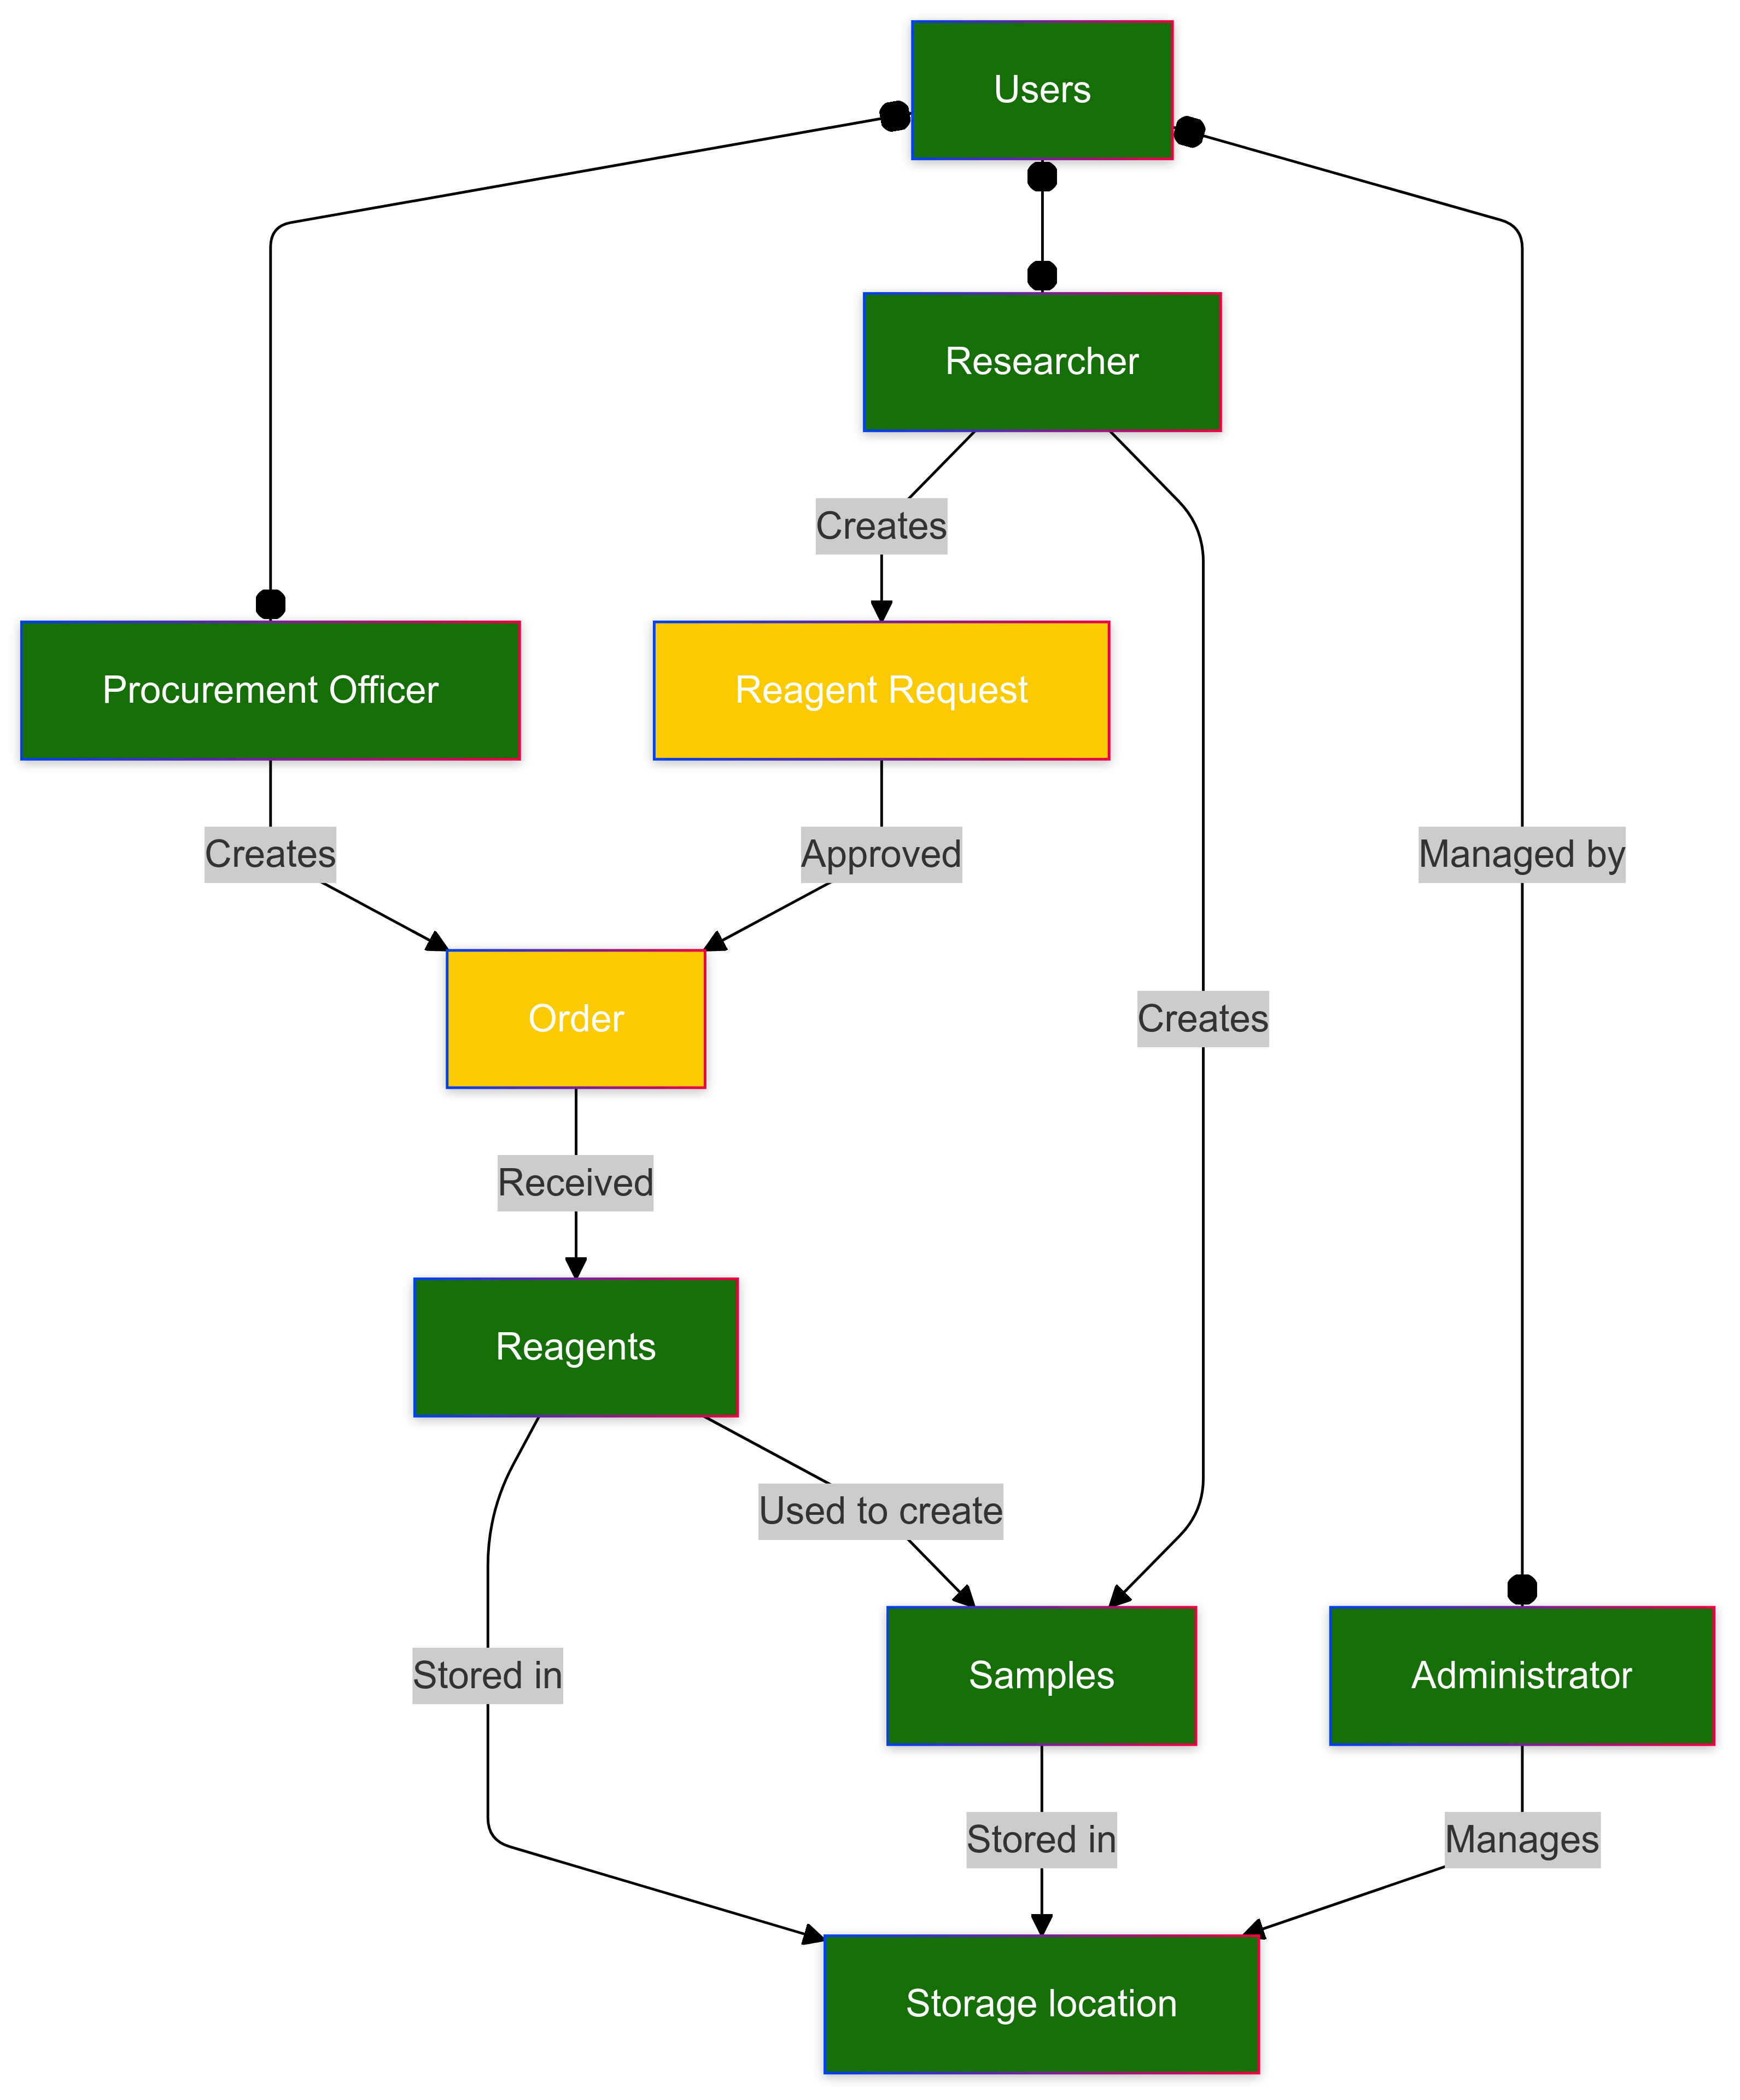 Users
Researcher
Creates
Procurement Officer
Reagent Request
Creates
Approved
Managed by
Order
Creates
Received
Reagents
Used to create
Stored in
Samples
Administrator
Stored in
Manages
Storage location